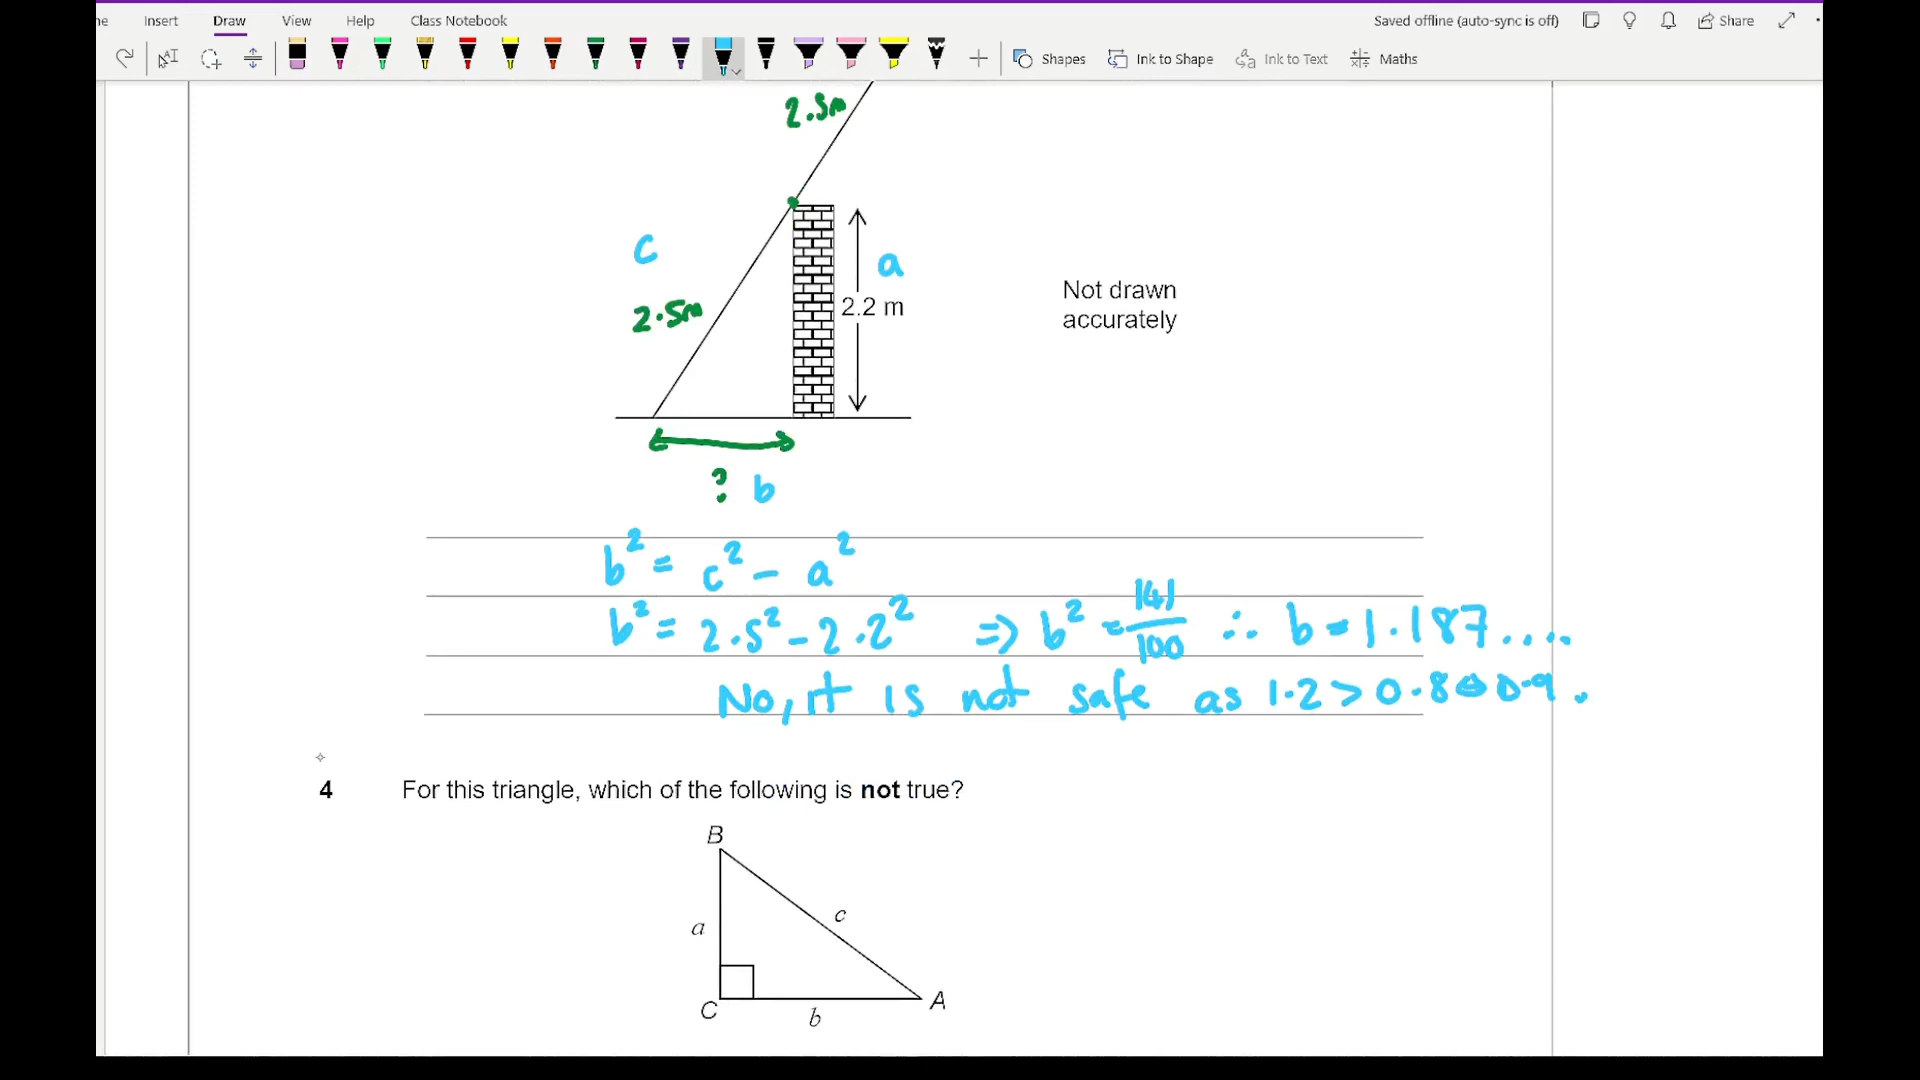 Insert Draw View Help Class Notebook Saved offline (auto-sync is off) Share
Shapes Ink to Shape Ink to Text Maths
2.5m
c
a
2.5m
2.2 m
Not drawn
accurately
? b
b² = c² - a²
b² = 2.5² - 2.2² ⇒ b² = 141/100 ∴ b = 1.187....
No, it is not safe as 1.2 > 0.8 0.9.
4 For this triangle, which of the following is not true?
B
a
c
C
b
A